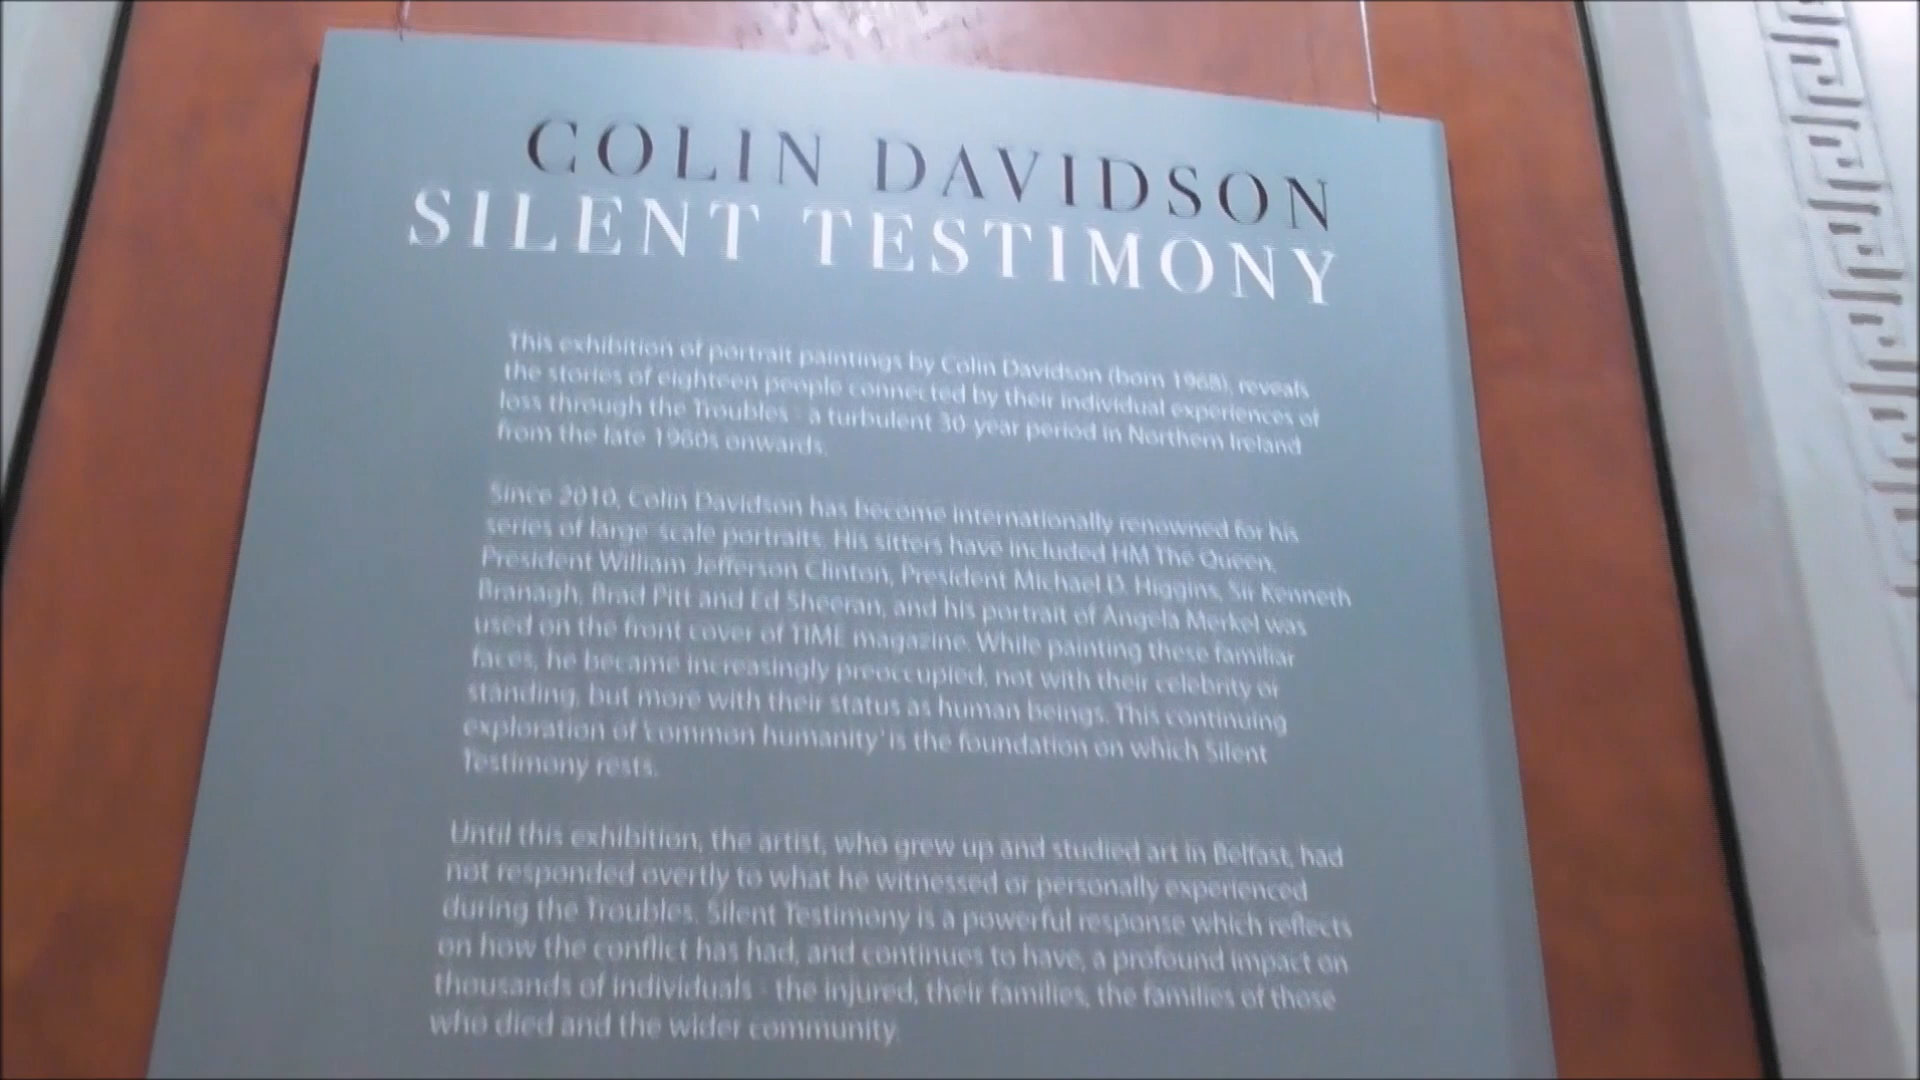 COLIN DAVIDSON
SILENT TESTIMONY
This exhibition of portrait paintings by Colin Davidson (born 1968), reveals
the stories of eighteen people connected by their individual experiences of
loss through the Troubles - a turbulent 30 year period in Northern Ireland
from the late 1960s onwards.
Since 2010, Colin Davidson has become internationally renowned for his
series of large-scale portraits. His sitters have included HM The Queen,
President William Jefferson Clinton, President Michael D. Higgins, Sir Kenneth
Branagh, Brad Pitt and Ed Sheeran, and his portrait of Angela Merkel was
used on the front cover of TIME magazine. While painting these familiar
faces, he became increasingly preoccupied, not with their celebrity or
standing, but more with their status as human beings. This continuing
exploration of 'common humanity' is the foundation on which Silent
Testimony rests.
Until this exhibition, the artist, who grew up and studied art in Belfast, had
not responded overtly to what he witnessed or personally experienced
during the Troubles. Silent Testimony is a powerful response which reflects
on how the conflict has had, and continues to have, a profound impact on
thousands of individuals - the injured, their families, the families of those
who died and the wider community.